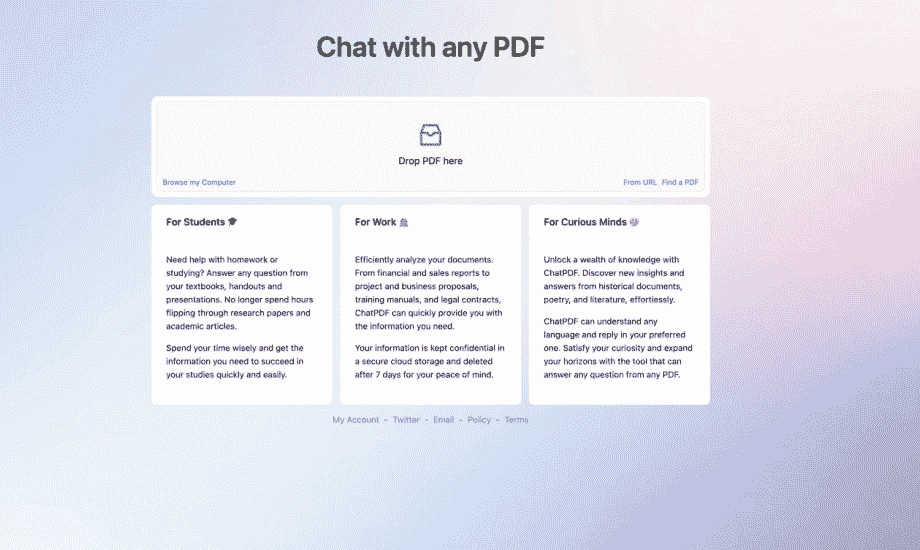 Chat with any PDF
Drop PDF here
Browse my Computer
From URL Find a PDF
For Students
Need help with homework or
studying? Answer any question from
your textbooks, handouts and
presentations. No longer spend hours
flipping through research papers and
academic articles.
Spend your time wisely and get the
information you need to succeed in
your studies quickly and easily.
For Work
Efficiently analyze your documents.
From financial and sales reports to
project and business proposals,
training manuals, and legal contracts,
ChatPDF can quickly provide you with
the information you need.
Your information is kept confidential in
a secure cloud storage and deleted
after 7 days for your peace of mind.
For Curious Minds
Unlock a wealth of knowledge with
ChatPDF. Discover new insights and
answers from historical documents,
poetry, and literature, effortlessly.
ChatPDF can understand any
language and reply in your preferred
one. Satisfy your curiosity and expand
your horizons with the tool that can
answer any question from any PDF.
My Account - Twitter - Email - Policy - Terms